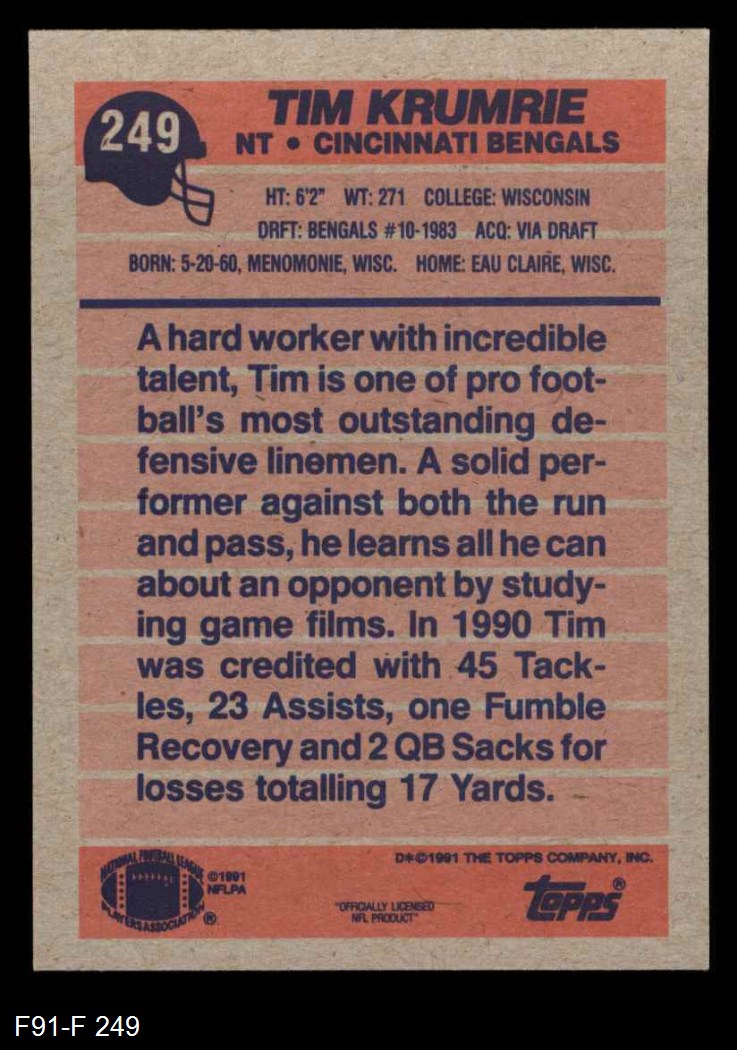 249
TIM KRUMRIE
NT • CINCINNATI BENGALS
HT: 6'2" WT: 271 COLLEGE: WISCONSIN
DRFT: BENGALS #10-1983 ACQ: VIA DRAFT
BORN: 5-20-60, MENOMONIE, WISC. HOME: EAU CLAIRE, WISC.
A hard worker with incredible
talent, Tim is one of pro foot-
ball's most outstanding de-
fensive linemen. A solid per-
former against both the run
and pass, he learns all he can
about an opponent by study-
ing game films. In 1990 Tim
was credited with 45 Tack-
les, 23 Assists, one Fumble
Recovery and 2 QB Sacks for
losses totalling 17 Yards.
D*©1991 THE TOPPS COMPANY, INC.
NATIONAL FOOTBALL LEAGUE
PLAYERS ASSOCIATION
®
©1991
NFLPA
"OFFICIALLY LICENSED
NFL PRODUCT"
Topps®
F91-F 249